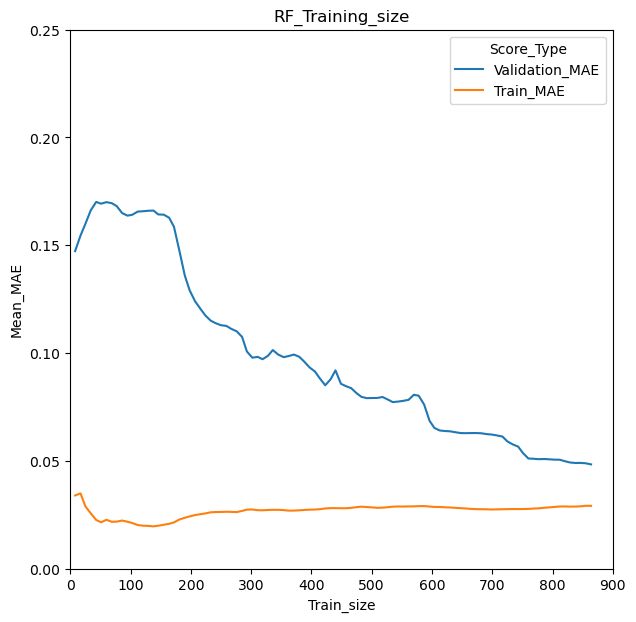 RF_Training_size
0.25
0.20
0.15
0.10
0.05
0.00
Mean_MAE
Score_Type
Validation_MAE
Train_MAE
0 100 200 300 400 500 600 700 800 900
Train_size